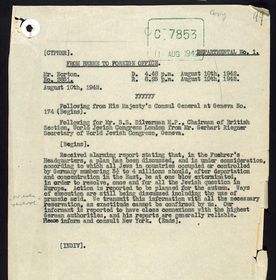 C 7853
AUG 1942
[CYPHER].
DEPARTMENTAL No. 1.
FROM BERNE TO FOREIGN OFFICE.
Mr. Norton.
D. 4.48 p.m. August 10th, 1942.
R. 6.25 p.m. August 10th, 1942.
August 10th, 1942.
yyyyyy
Following from His Majesty's Consul General at Geneva No.
174 (Begins).
Following for Mr. S.S. Silverman M.P., Chairman of British
Section, World Jewish Congress London from Mr. Gerhart Riegner
Secretary of World Jewish Congress, Geneva.
[Begins].
Received alarming report stating that, in the Fuehrer's
Headquarters, a plan has been discussed, and is under consideration,
according to which all Jews in countries occupied or controlled
by Germany numbering 3½ to 4 millions should, after deportation
and concentration in the East, be at one blow exterminated,
in order to resolve, once and for all the Jewish question in
Europe. Action is reported to be planned for the autumn. Ways
of execution are still being discussed including the use of
prussic acid. We transmit this information with all the necessary
reservation, as exactitude cannot be confirmed by us. Our
informant is reported to have close connexions with the highest
German authorities, and his reports are generally reliable.
Please inform and consult New York. (Ends).
[INDIV].